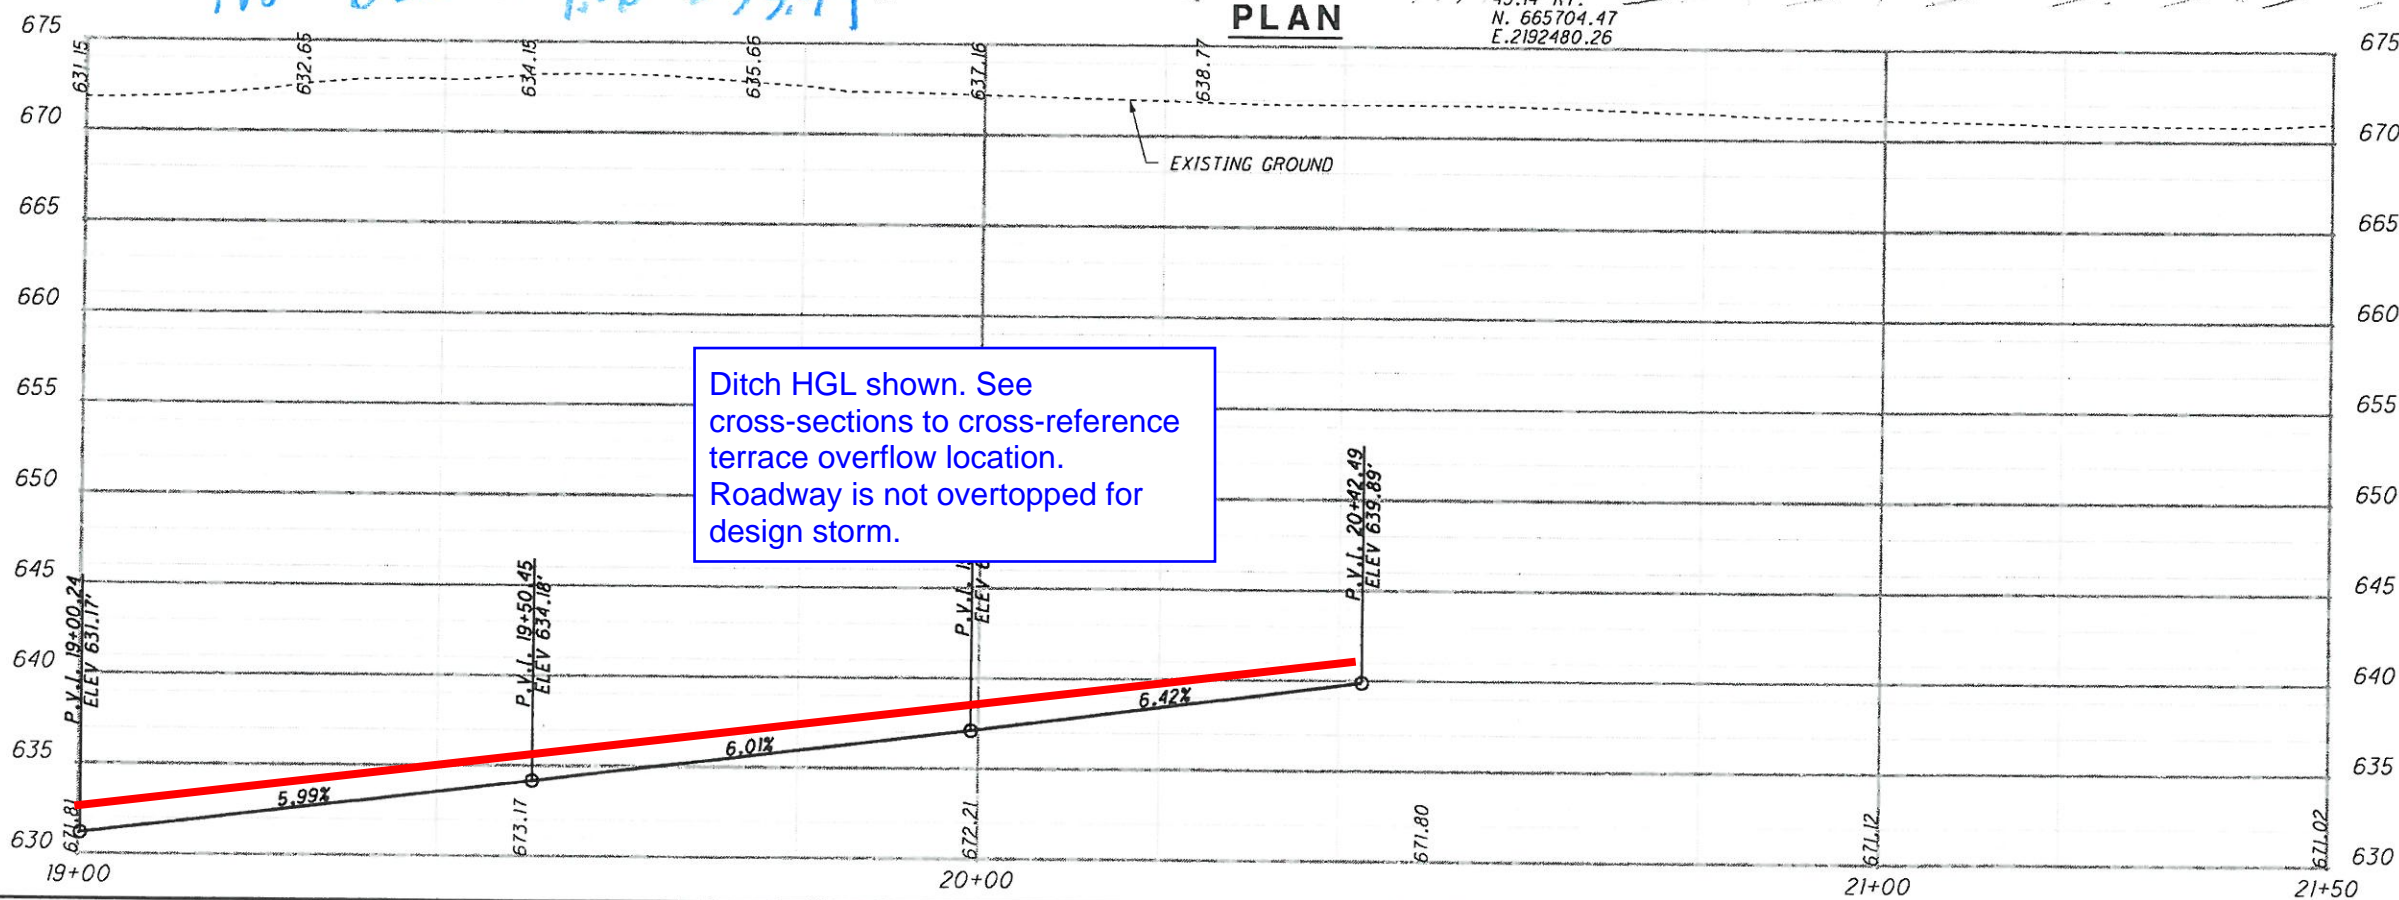 PLAN
N. 665704.47
E.2192480.26
675
675
631.15
632.65
634.15
635.66
637.16
638.77
670
670
EXISTING GROUND
665
665
660
660
655
655
Ditch HGL shown. See
cross-sections to cross-reference
terrace overflow location.
Roadway is not overtopped for
design storm.
650
650
645
645
P.V.I. 19+00.24
ELEV 631.17'
P.V.I. 19+50.45
ELEV 634.18'
P.V.I. 1
ELEV 6
P.V.I. 20+42.49
ELEV 639.89'
640
640
6.42%
6.01%
5.99%
635
635
671.81
673.17
672.21
671.80
671.12
671.02
630
630
19+00
20+00
21+00
21+50